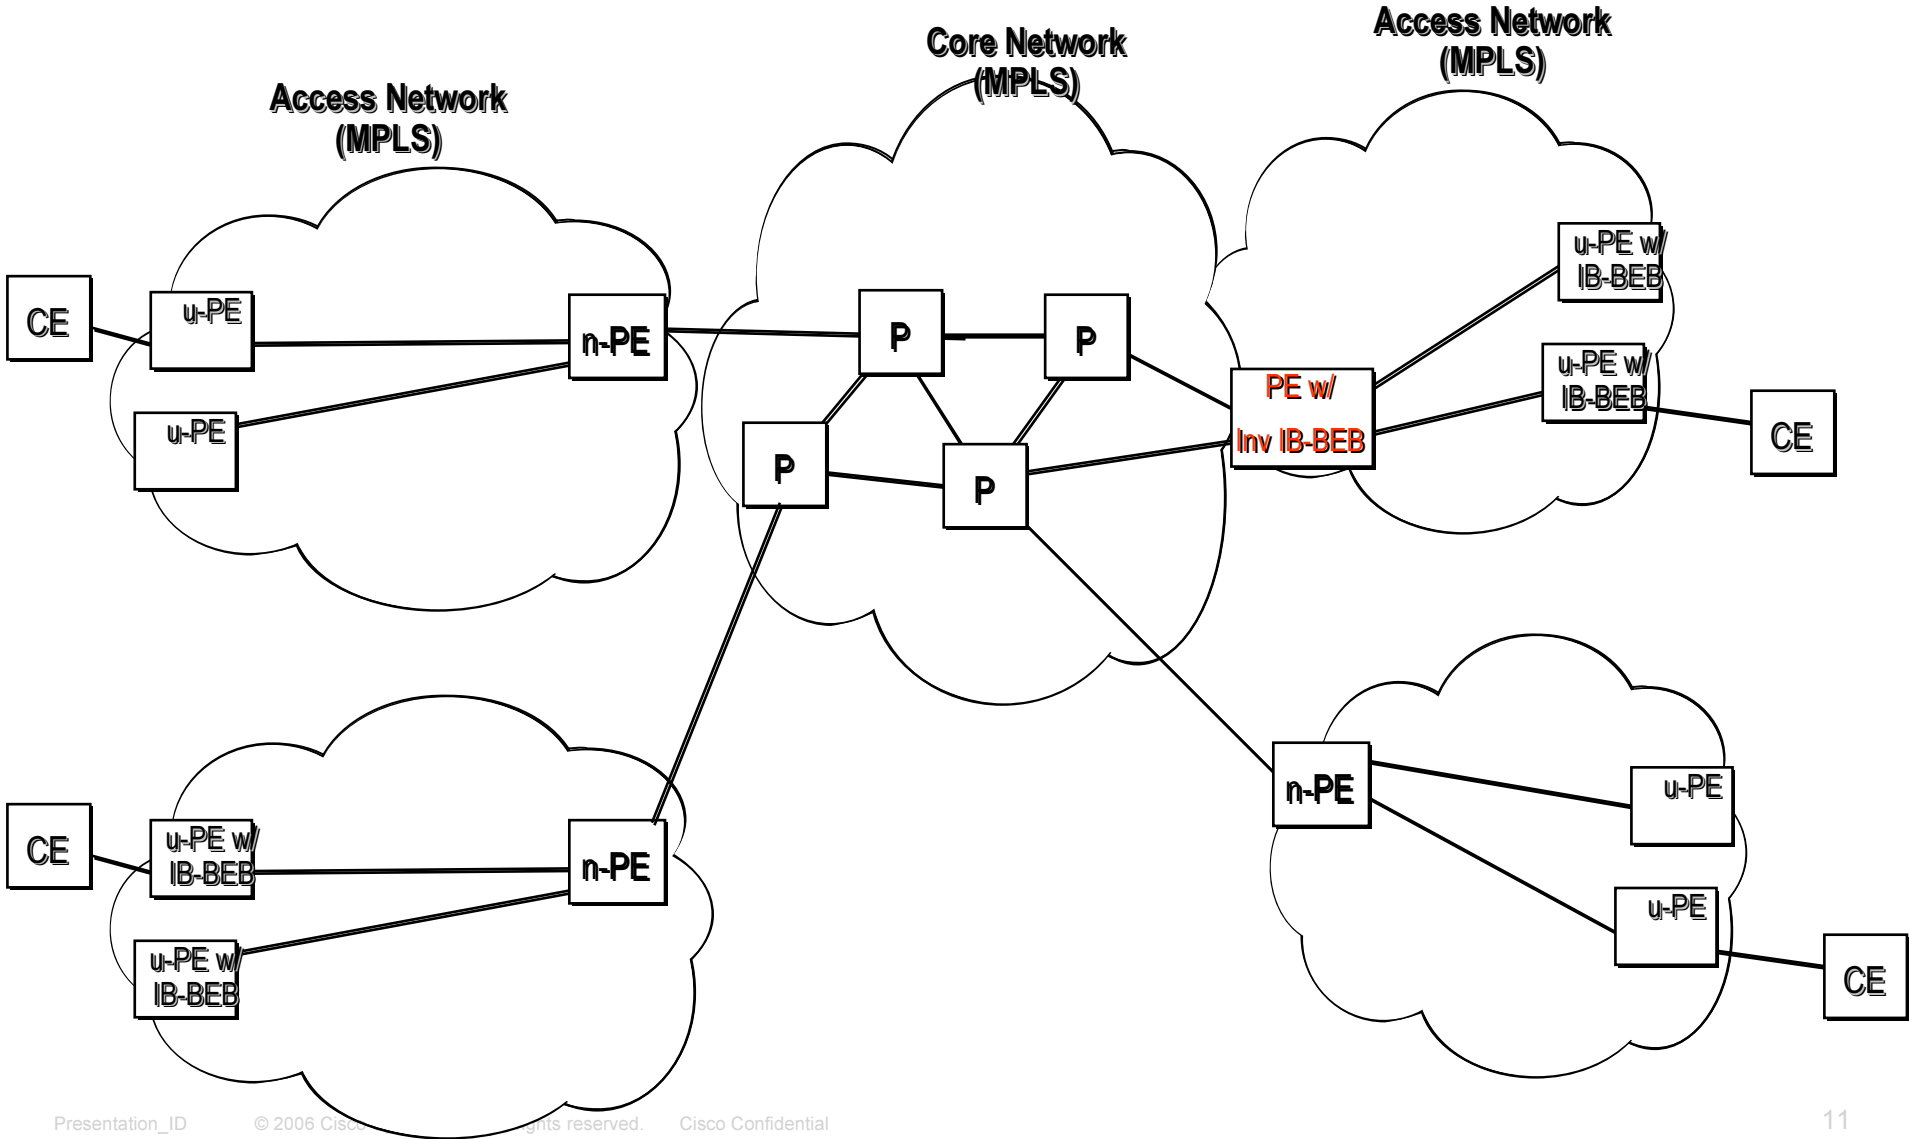 Access Network
(MPLS)
Core Network
(MPLS)
Access Network
(MPLS)
CE
u-PE
u-PE
n-PE
P
P
P
P
PE w/
Inv IB-BEB
u-PE w/
IB-BEB
u-PE w/
IB-BEB
CE
CE
u-PE w/
IB-BEB
u-PE w/
IB-BEB
n-PE
n-PE
u-PE
u-PE
CE
Presentation_ID
© 2006 Cisco
reserved.
Cisco Confidential
11